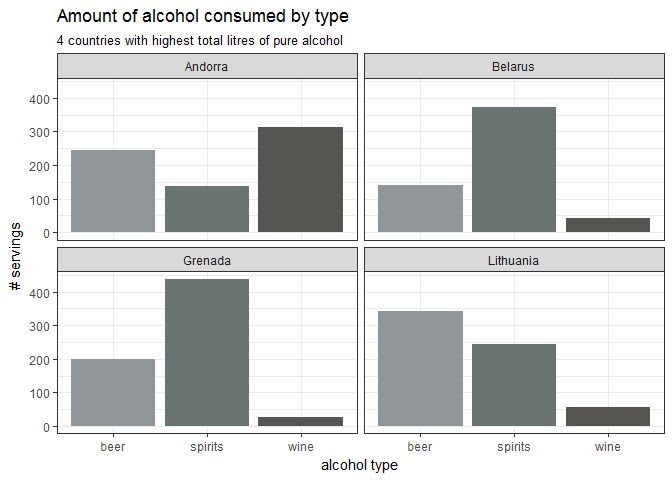 Amount of alcohol consumed by type
4 countries with highest total litres of pure alcohol
Andorra
Belarus
400
300
200
100
0
Grenada
Lithuania
400
300
200
100
0
# servings
beer
spirits
wine
beer
spirits
wine
alcohol type